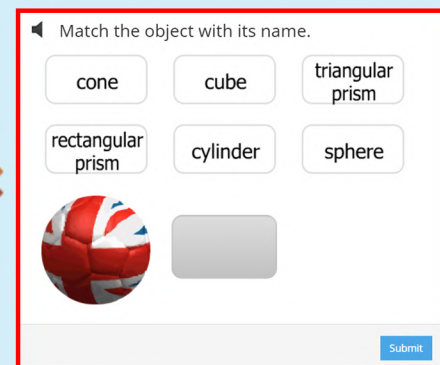 Match the object with its name.
cone
cube
triangular
prism
rectangular
prism
cylinder
sphere
Submit